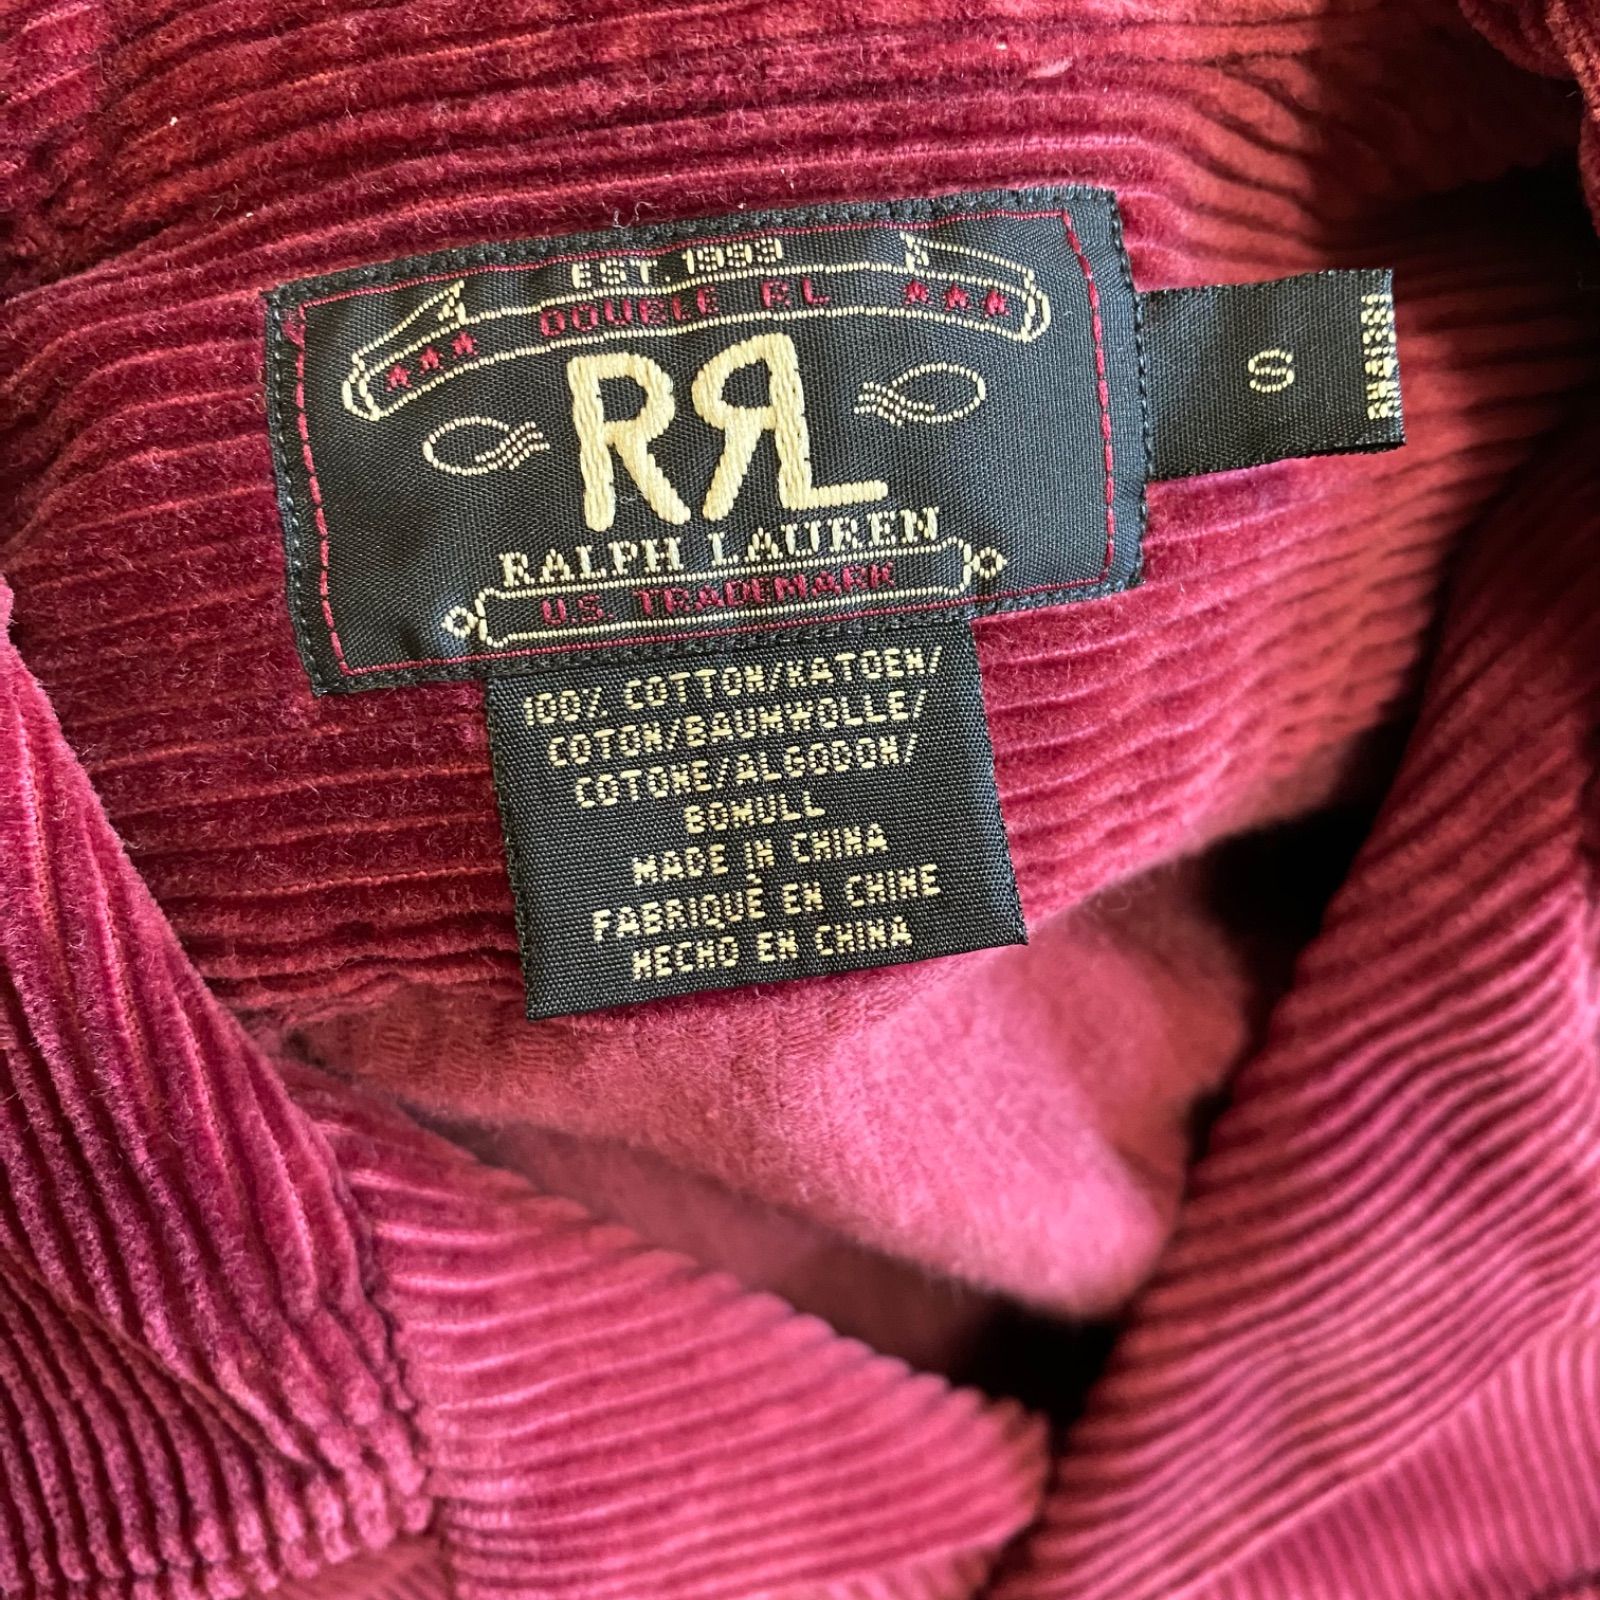 EST. 1993
DOUBLE RL
RRL
RALPH LAUREN
U.S. TRADEMARK
S
100% COTTON/KATOEN/
COTON/BAUMWOLLE/
COTONE/ALGODON/
BOMULL
MADE IN CHINA
FABRIQUÉ EN CHINE
HECHO EN CHINA